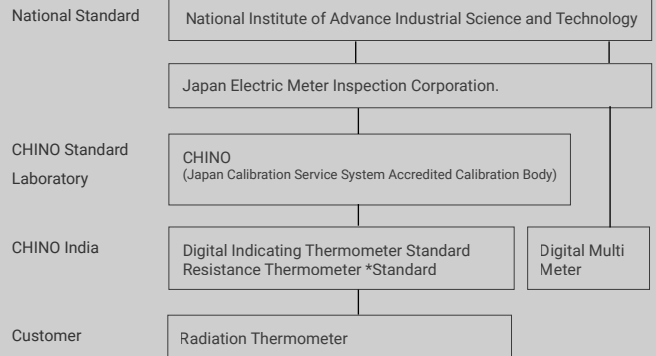 National Standard
National Institute of Advance Industrial Science and Technology
Japan Electric Meter Inspection Corporation.
CHINO Standard
Laboratory
CHINO
(Japan Calibration Service System Accredited Calibration Body)
CHINO India
Digital Indicating Thermometer Standard
Resistance Thermometer *Standard
Digital Multi
Meter
Customer
Radiation Thermometer